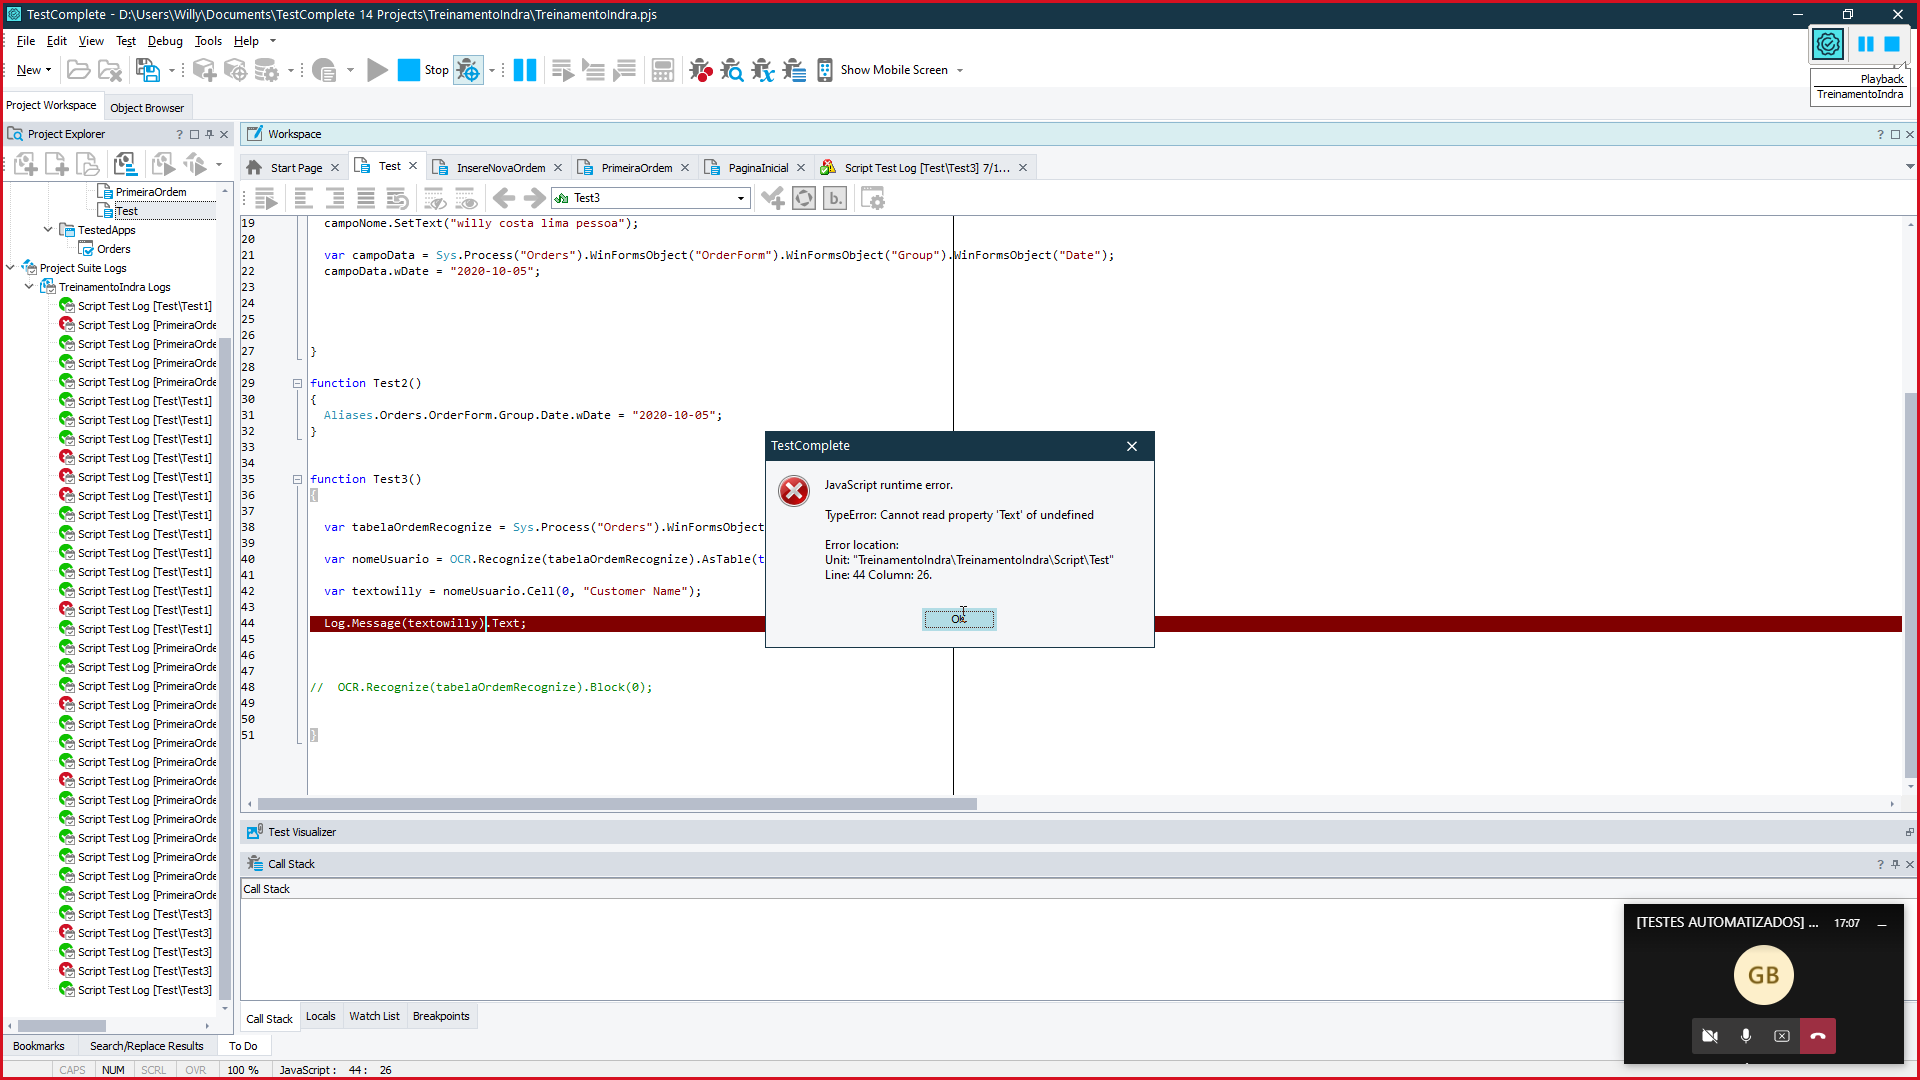 TestComplete - D:\Users\Willy\Documents\TestComplete 14 Projects\TreinamentoIndra\TreinamentoIndra.pjs
File Edit View Test Debug Tools Help
New
Stop
Show Mobile Screen
Playback
TreinamentoIndra
Project Workspace
Object Browser
Project Explorer
?
Workspace
?
Start Page
Test
InsereNovaOrdem
PrimeiraOrdem
PaginaInicial
Script Test Log [Test\Test3] 7/1...
b.
Test3
PrimeiraOrdem
Test
TestedApps
Orders
Project Suite Logs
TreinamentoIndra Logs
Script Test Log [Test\Test1]
Script Test Log [PrimeiraOrde
Script Test Log [PrimeiraOrde
Script Test Log [PrimeiraOrde
Script Test Log [PrimeiraOrde
Script Test Log [Test\Test1]
Script Test Log [Test\Test1]
Script Test Log [Test\Test1]
Script Test Log [Test\Test1]
Script Test Log [Test\Test1]
Script Test Log [Test\Test1]
Script Test Log [Test\Test1]
Script Test Log [Test\Test1]
Script Test Log [Test\Test1]
Script Test Log [Test\Test1]
Script Test Log [Test\Test1]
Script Test Log [Test\Test1]
Script Test Log [Test\Test1]
Script Test Log [PrimeiraOrde
Script Test Log [PrimeiraOrde
Script Test Log [PrimeiraOrde
Script Test Log [PrimeiraOrde
Script Test Log [PrimeiraOrde
Script Test Log [PrimeiraOrde
Script Test Log [PrimeiraOrde
Script Test Log [PrimeiraOrde
Script Test Log [PrimeiraOrde
Script Test Log [PrimeiraOrde
Script Test Log [PrimeiraOrde
Script Test Log [PrimeiraOrde
Script Test Log [PrimeiraOrde
Script Test Log [PrimeiraOrde
Script Test Log [Test\Test3]
Script Test Log [Test\Test3]
Script Test Log [Test\Test3]
Script Test Log [Test\Test3]
Script Test Log [Test\Test3]
19 campoNome.SetText("willy costa lima pessoa");
20
21 var campoData = Sys.Process("Orders").WinFormsObject("OrderForm").WinFormsObject("Group").WinFormsObject("Date");
22 campoData.wDate = "2020-10-05";
23
24
25
26
27 }
28
29 function Test2()
30 {
31 Aliases.Orders.OrderForm.Group.Date.wDate = "2020-10-05";
32 }
33
34
35 function Test3()
36 {
37
38 var tabelaOrdemRecognize = Sys.Process("Orders").WinFormsObject
39
40 var nomeUsuario = OCR.Recognize(tabelaOrdemRecognize).AsTable(t
41
42 var textowilly = nomeUsuario.Cell(0, "Customer Name");
43
44 Log.Message(textowilly).Text;
45
46
47
48 // OCR.Recognize(tabelaOrdemRecognize).Block(0);
49
50
51 }
TestComplete
JavaScript runtime error.
TypeError: Cannot read property 'Text' of undefined
Error location:
Unit: "TreinamentoIndra\TreinamentoIndra\Script\Test"
Line: 44 Column: 26.
OK
Test Visualizer
Call Stack
?
Call Stack
Call Stack
Locals
Watch List
Breakpoints
Bookmarks
Search/Replace Results
To Do
CAPS NUM SCRL OVR 100 % JavaScript : 44 : 26
[TESTES AUTOMATIZADOS] ... 17:07
GB